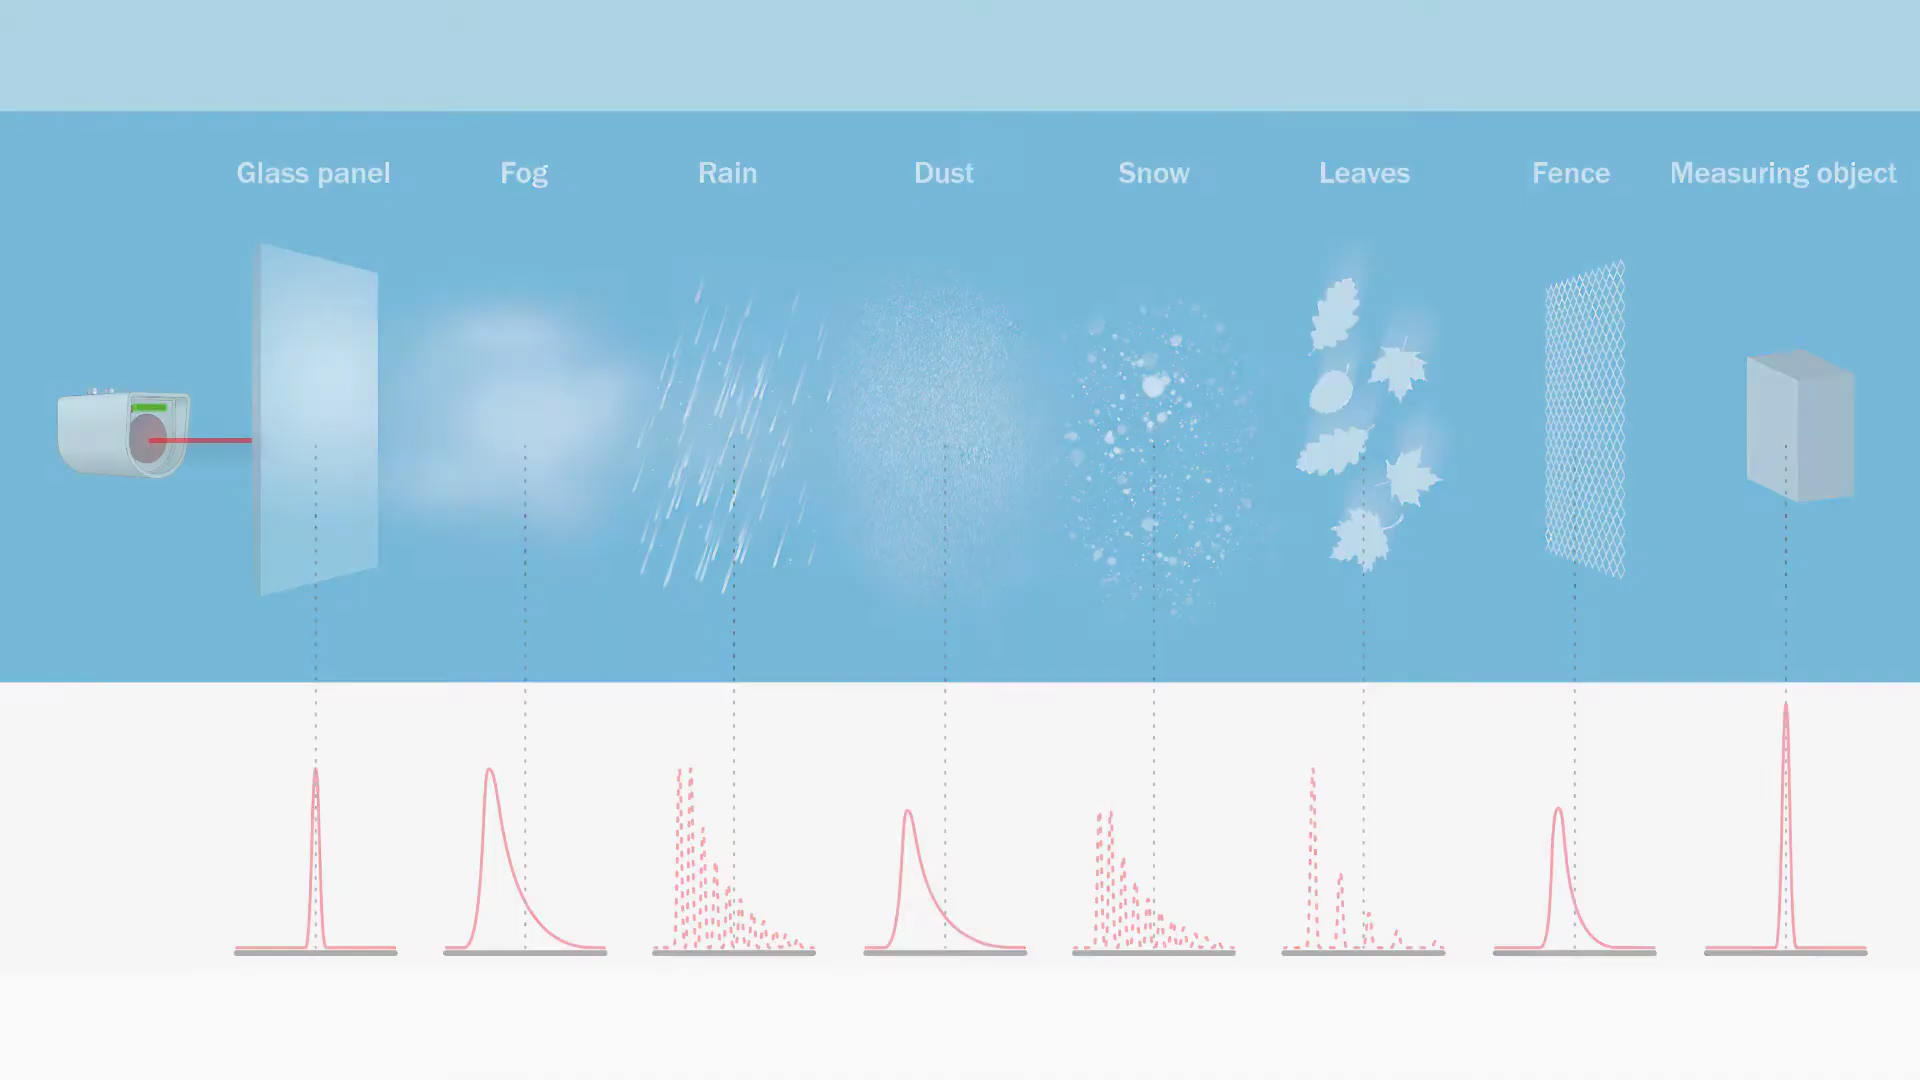 Glass panel
Fog
Rain
Dust
Snow
Leaves
Fence
Measuring object